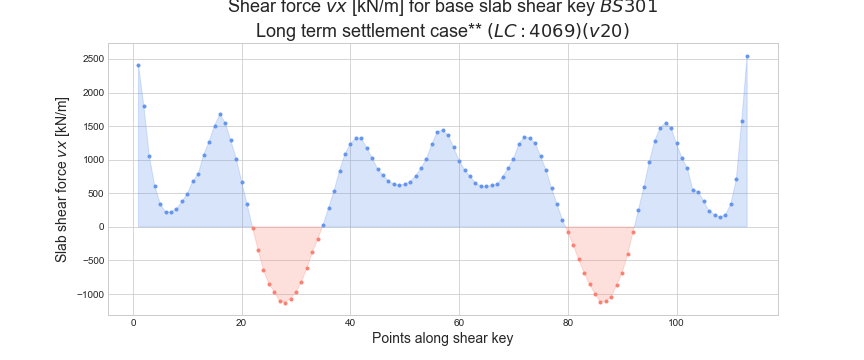 Shear force vx [kN/m] for base slab shear key BS301
Long term settlement case** (LC : 4069)(v20)
Slab shear force vx [kN/m]
2500
2000
1500
1000
500
0
−500
−1000
0 20 40 60 80 100
Points along shear key